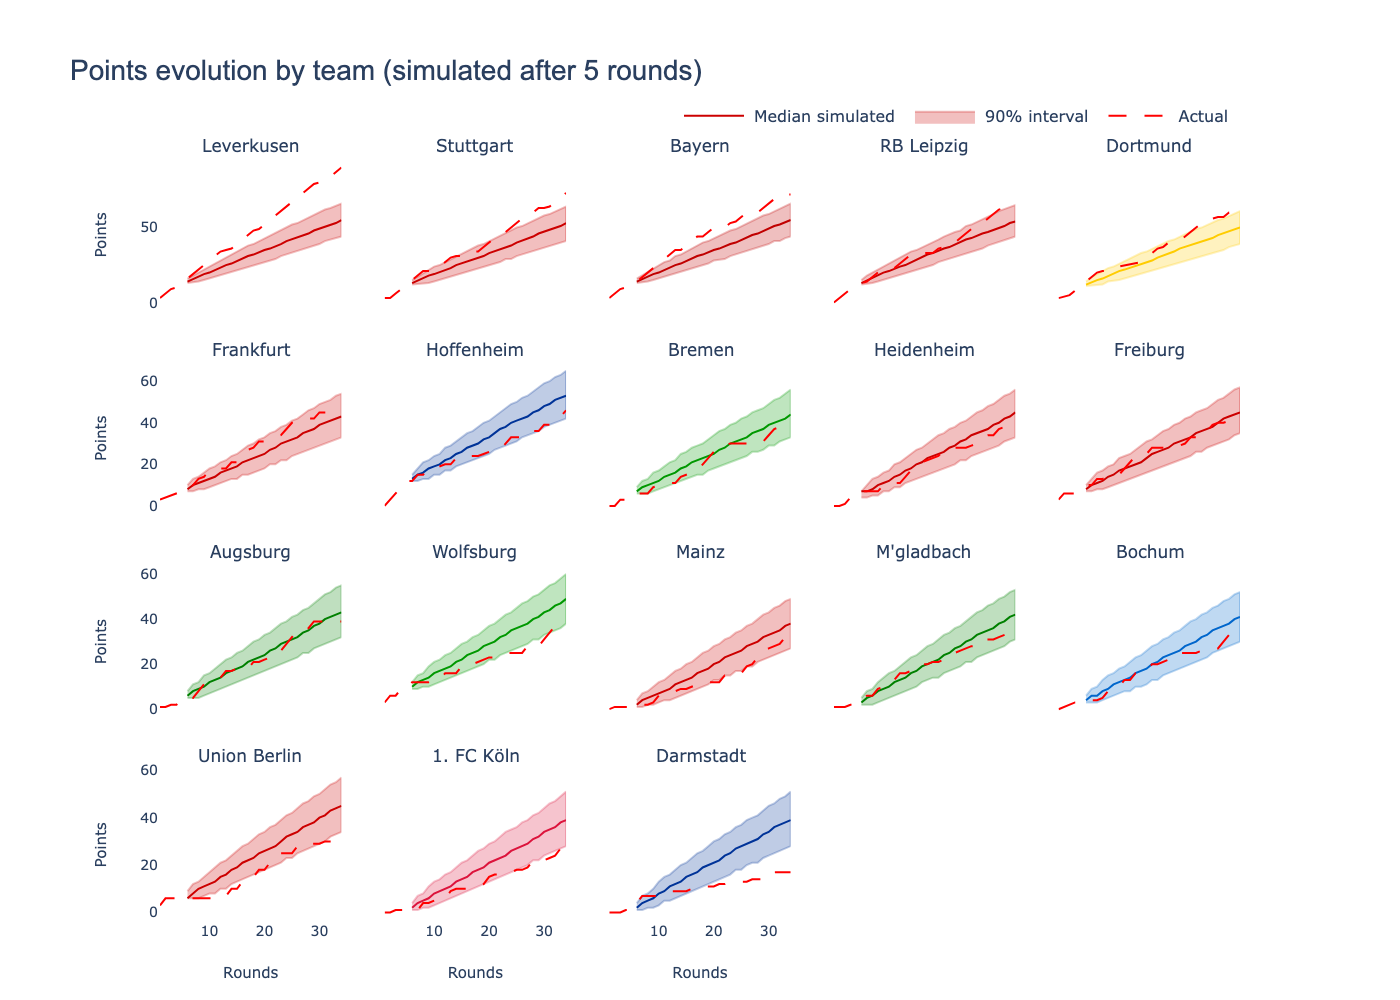 Points evolution by team (simulated after 5 rounds)
Median simulated 90% interval Actual
Leverkusen Stuttgart Bayern RB Leipzig Dortmund
Points
50
0
Frankfurt Hoffenheim Bremen Heidenheim Freiburg
Points
60
40
20
0
Augsburg Wolfsburg Mainz M'gladbach Bochum
Points
60
40
20
0
Union Berlin 1. FC Köln Darmstadt
Points
60
40
20
0
10 20 30 10 20 30 10 20 30
Rounds Rounds Rounds